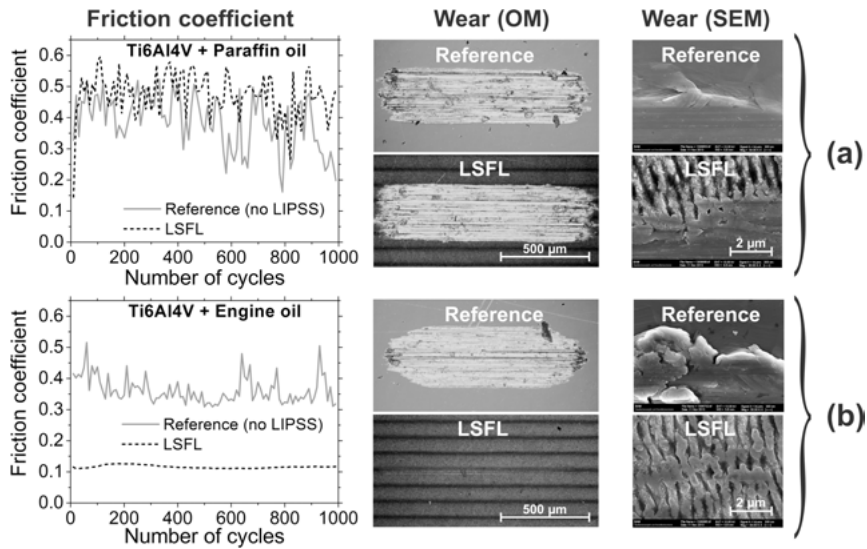 Friction coefficient
Wear (OM)
Wear (SEM)
Ti6Al4V + Paraffin oil
Friction coefficient
0.6
0.5
0.4
0.3
0.2
0.1
0.0
Reference (no LIPSS)
LSFL
0 200 400 600 800 1000
Number of cycles
Reference
LSFL
500 µm
Reference
LSFL
2 µm
(a)
Ti6Al4V + Engine oil
Friction coefficient
0.6
0.5
0.4
0.3
0.2
0.1
0.0
Reference (no LIPSS)
LSFL
0 200 400 600 800 1000
Number of cycles
Reference
LSFL
500 µm
Reference
LSFL
2 µm
(b)